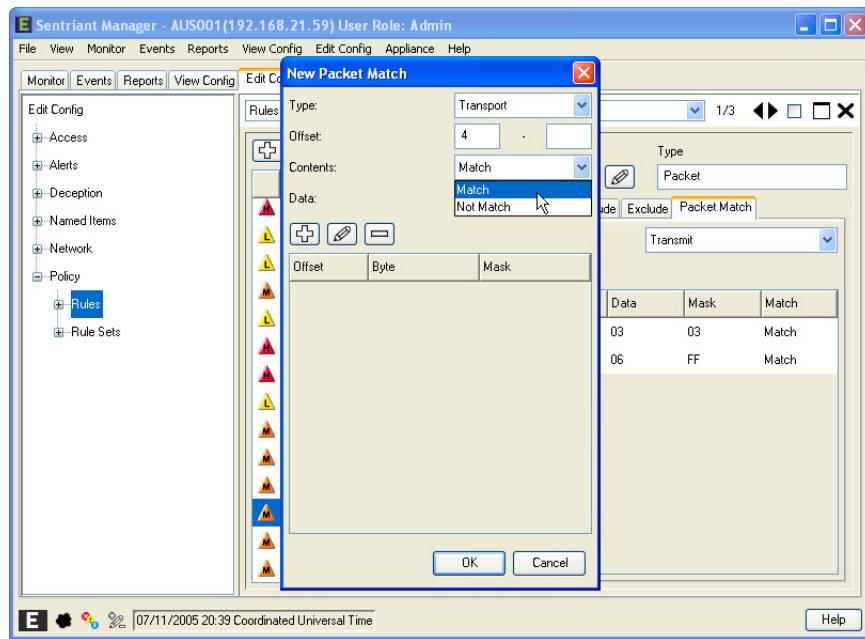 Sentriant Manager - AUS001(192.168.21.59) User Role: Admin
File View Monitor Events Reports View Config Edit Config Appliance Help
Monitor Events Reports View Config Edit Co
New Packet Match
Edit Config
Access
Alerts
Deception
Named Items
Network
Policy
Rules
Rule Sets
Rules
1/3
Type: Transport
Offset: 4 -
Contents: Match
Match
Not Match
Data:
Offset Byte Mask
OK Cancel
Type
Packet
ude Exclude Packet Match
Transmit
Data Mask Match
03 03 Match
06 FF Match
H
L
L
M
L
H
H
L
M
M
M
M
M
M
E 07/11/2005 20:39 Coordinated Universal Time Help